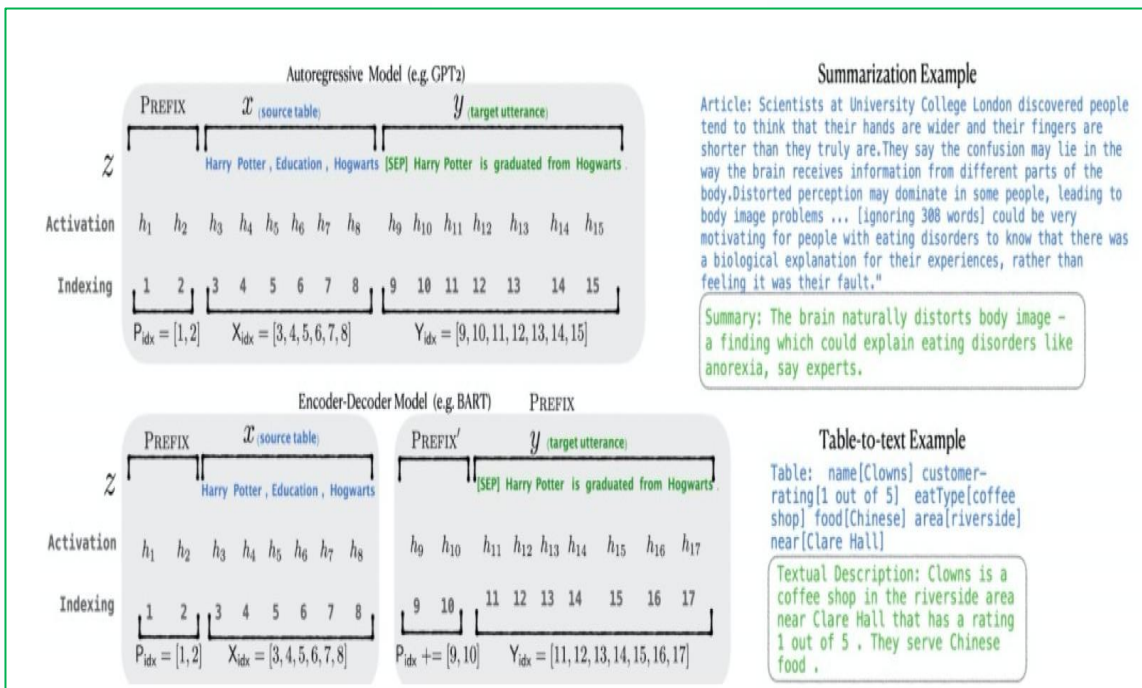 Autoregressive Model (e.g. GPT2)
PREFIX x (source table) y (target utterance)
z Harry Potter , Education , Hogwarts [SEP] Harry Potter is graduated from Hogwarts .
Activation h1 h2 h3 h4 h5 h6 h7 h8 h9 h10 h11 h12 h13 h14 h15
Indexing 1 2 3 4 5 6 7 8 9 10 11 12 13 14 15
Pidx = [1, 2] Xidx = [3, 4, 5, 6, 7, 8] Yidx = [9, 10, 11, 12, 13, 14, 15]
Summarization Example
Article: Scientists at University College London discovered people
tend to think that their hands are wider and their fingers are
shorter than they truly are.They say the confusion may lie in the
way the brain receives information from different parts of the
body.Distorted perception may dominate in some people, leading to
body image problems ... [ignoring 308 words] could be very
motivating for people with eating disorders to know that there was
a biological explanation for their experiences, rather than
feeling it was their fault."
Summary: The brain naturally distorts body image –
a finding which could explain eating disorders like
anorexia, say experts.
Encoder-Decoder Model (e.g. BART) PREFIX
PREFIX x (source table) PREFIX′ y (target utterance)
z Harry Potter , Education , Hogwarts [SEP] Harry Potter is graduated from Hogwarts .
Activation h1 h2 h3 h4 h5 h6 h7 h8 h9 h10 h11 h12 h13 h14 h15 h16 h17
Indexing 1 2 3 4 5 6 7 8 9 10 11 12 13 14 15 16 17
Pidx = [1, 2] Xidx = [3, 4, 5, 6, 7, 8] Pidx += [9, 10] Yidx = [11, 12, 13, 14, 15, 16, 17]
Table-to-text Example
Table: name[Clowns] customer-
rating[1 out of 5] eatType[coffee
shop] food[Chinese] area[riverside]
near[Clare Hall]
Textual Description: Clowns is a
coffee shop in the riverside area
near Clare Hall that has a rating
1 out of 5 . They serve Chinese
food .